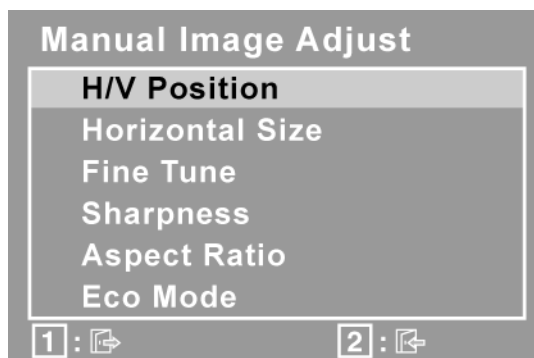 Manual Image Adjust
H/V Position
Horizontal Size
Fine Tune
Sharpness
Aspect Ratio
Eco Mode
1 : 2 :